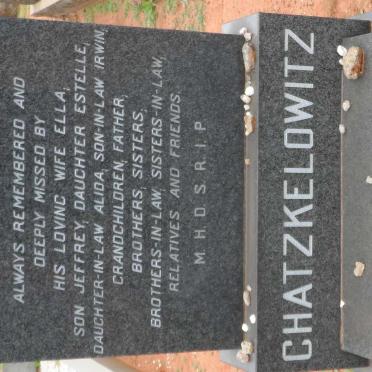 ALWAYS REMEMBERED AND
DEEPLY MISSED BY
HIS LOVING WIFE ELLA,
SON JEFFREY, DAUGHTER ESTELLE,
DAUGHTER-IN-LAW ALIDA, SON-IN-LAW IRWIN,
GRANDCHILDREN, FATHER,
BROTHERS, SISTERS,
BROTHERS-IN-LAW, SISTERS-IN-LAW,
RELATIVES AND FRIENDS.
M.H.D.S.R.I.P
CHATZKELOWITZ